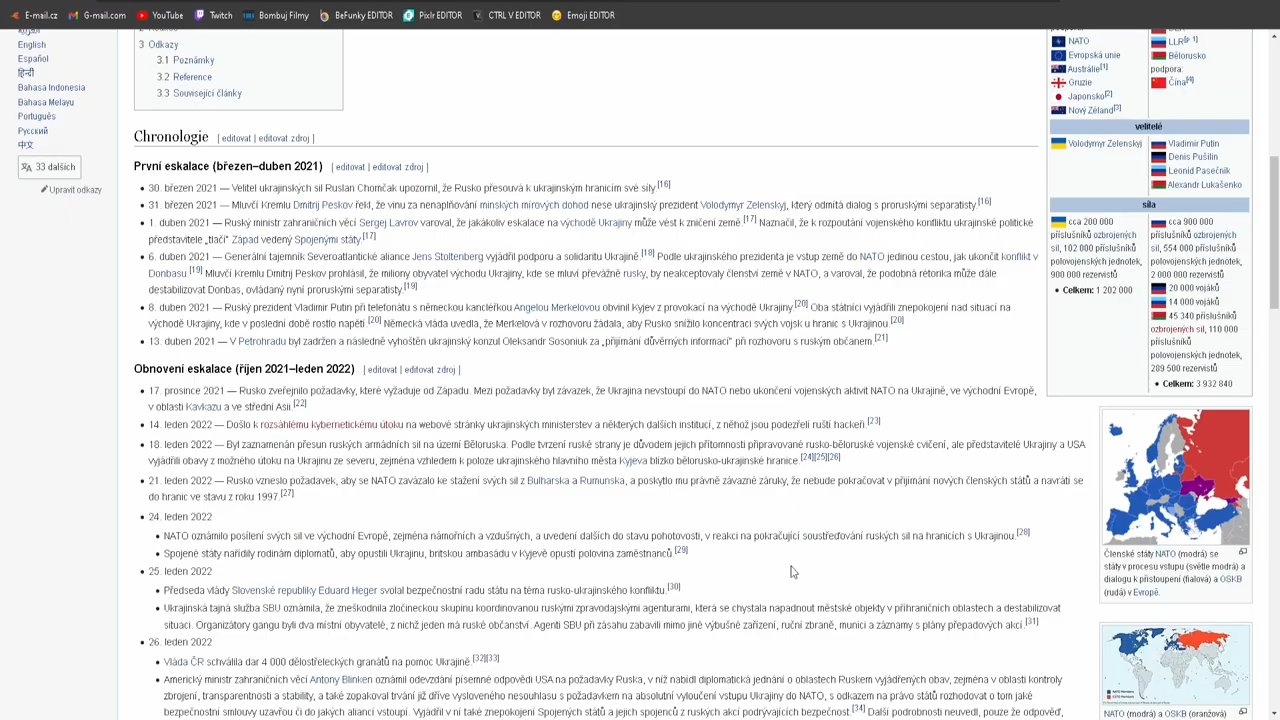 E-mail.cz G-mail.com YouTube Twitch Bombuj Filmy BeFunky EDITOR Pixlr EDITOR CTRL V EDITOR Emoji EDITOR
English
Español
हिन्दी
Bahasa Indonesia
Bahasa Melayu
Português
Русский
中文
33 dalších
Upravit odkazy
3 Odkazy
3.1 Poznámky
3.2 Reference
3.3 Související články
Chronologie [ editovat | editovat zdroj ]
První eskalace (březen–duben 2021) [ editovat | editovat zdroj ]
• 30. březen 2021 — Velitel ukrajinských sil Ruslan Chomčak upozornil, že Rusko přesouvá k ukrajinským hranicím své síly.[16]
• 31. březen 2021 — Mluvčí Kremlu Dmitrij Peskov řekl, že vinu za nenaplňování minských mírových dohod nese ukrajinský prezident Volodymyr Zelenskyj, který odmítá dialog s proruskými separatisty.[16]
• 1. duben 2021 — Ruský ministr zahraničních věcí Sergej Lavrov varoval, že jakákoliv eskalace na východě Ukrajiny může vést k zničení země.[17] Naznačil, že k rozpoutání vojenského konfliktu ukrajinské politické
představitele „tlačí“ Západ vedený Spojenými státy.[17]
• 6. duben 2021 — Generální tajemník Severoatlantické aliance Jens Stoltenberg vyjádřil podporu a solidaritu Ukrajině.[18] Podle ukrajinského prezidenta je vstup země do NATO jedinou cestou, jak ukončit konflikt v
Donbasu.[19] Mluvčí Kremlu Dmitrij Peskov prohlásil, že miliony obyvatel východu Ukrajiny, kde se mluví převážně rusky, by neakceptovaly členství země v NATO, a varoval, že podobná rétorika může dále
destabilizovat Donbas, ovládaný nyní proruskými separatisty.[19]
• 8. duben 2021 — Ruský prezident Vladimir Putin při telefonátu s německou kancléřkou Angelou Merkelovou obvinil Kyjev z provokací na východě Ukrajiny.[20] Oba státníci vyjádřili znepokojení nad situací na
východě Ukrajiny, kde v poslední době rostlo napětí.[20] Německá vláda uvedla, že Merkelová v rozhovoru žádala, aby Rusko snížilo koncentraci svých vojsk u hranic s Ukrajinou.[20]
• 13. duben 2021 — V Petrohradu byl zadržen a následně vyhoštěn ukrajinský konzul Oleksandr Sosoniuk za „přijímání důvěrných informací“ při rozhovoru s ruským občanem.[21]
Obnovení eskalace (říjen 2021–leden 2022) [ editovat | editovat zdroj ]
• 17. prosince 2021 — Rusko zveřejnilo požadavky, které vyžaduje od Západu. Mezi požadavky byl závazek, že Ukrajina nevstoupí do NATO nebo ukončení vojenských aktivit NATO na Ukrajině, ve východní Evropě,
v oblasti Kavkazu a ve střední Asii.[22]
• 14. leden 2022 — Došlo k rozsáhlému kybernetickému útoku na webové stránky ukrajinských ministerstev a některých dalších institucí, z něhož jsou podezřelí ruští hackeři.[23]
• 18. leden 2022 — Byl zaznamenán přesun ruských armádních sil na území Běloruska. Podle tvrzení ruské strany je důvodem jejich přítomnosti připravované rusko-běloruské vojenské cvičení, ale představitelé Ukrajiny a USA
vyjádřili obavy z možného útoku na Ukrajinu ze severu, zejména vzhledem k poloze ukrajinského hlavního města Kyjeva blízko bělorusko-ukrajinské hranice.[24][25][26]
• 21. leden 2022 — Rusko vzneslo požadavek, aby se NATO zavázalo ke stažení svých sil z Bulharska a Rumunska, a poskytlo mu právně závazné záruky, že nebude pokračovat v přijímání nových členských států a navrátí se
do hranic ve stavu z roku 1997.[27]
• 24. leden 2022
• NATO oznámilo posílení svých sil ve východní Evropě, zejména námořních a vzdušných, a uvedení dalších do stavu pohotovosti, v reakci na pokračující soustřeďování ruských sil na hranicích s Ukrajinou.[28]
• Spojené státy nařídily rodinám diplomatů, aby opustili Ukrajinu, britskou ambasádu v Kyjevě opustí polovina zaměstnanců.[29]
• 25. leden 2022
• Předseda vlády Slovenské republiky Eduard Heger svolal bezpečnostní radu státu na téma rusko-ukrajinského konfliktu.[30]
• Ukrajinská tajná služba SBU oznámila, že zneškodnila zločineckou skupinu koordinovanou ruskými zpravodajskými agenturami, která se chystala napadnout městské objekty v příhraničních oblastech a destabilizovat
situaci. Organizátory gangu byli dva místní obyvatelé, z nichž jeden má ruské občanství. Agenti SBU při zásahu zabavili mimo jiné výbušné zařízení, ruční zbraně, munici a záznamy s plány přepadových akcí.[31]
• 26. leden 2022
• Vláda ČR schválila dar 4 000 dělostřeleckých granátů na pomoc Ukrajině.[32][33]
• Americký ministr zahraničních věcí Antony Blinken oznámil odevzdání písemné odpovědi USA na požadavky Ruska, v níž nabídl diplomatická jednání o oblastech Ruskem vyjádřených obav, zejména v oblasti kontroly
zbrojení, transparentnosti a stability, a také zopakoval trvání již dříve vysloveného nesouhlasu s požadavkem na absolutní vyloučení vstupu Ukrajiny do NATO, s odkazem na právo států rozhodovat o tom jaké
bezpečnostní smlouvy uzavřou či do jakých aliancí vstoupí. Vyjádřil v ní také znepokojení Spojených států a jejich spojenců z ruských akcí podrývajících bezpečnost.[34] Další podrobnosti neuvedl, pouze že odpověď,
NATO
Evropská unie
Austrálie[1]
Gruzie
Japonsko[2]
Nový Zéland[3]
LLR[p 1]
Bělorusko
podpora:
Čína[4]
velitelé
Volodymyr Zelenskyj
Vladimir Putin
Denis Pušilin
Leonid Pasečnik
Alexandr Lukašenko
síla
cca 200 000
příslušníků ozbrojených
sil, 102 000 příslušníků
polovojenských jednotek,
900 000 rezervistů
• Celkem: 1 202 000
cca 900 000
příslušníků ozbrojených
sil, 554 000 příslušníků
polovojenských jednotek,
2 000 000 rezervistů
20 000 vojáků
14 000 vojáků
45 340 příslušníků
ozbrojených sil, 110 000
příslušníků
polovojenských jednotek,
289 500 rezervistů
• Celkem: 3 932 840
Členské státy NATO (modrá) se
státy v procesu vstupu (světle modrá) a
dialogu k přistoupení (fialová) a OSKB
(rudá) v Evropě.
NATO (modrá) a OSKB (oranžová)